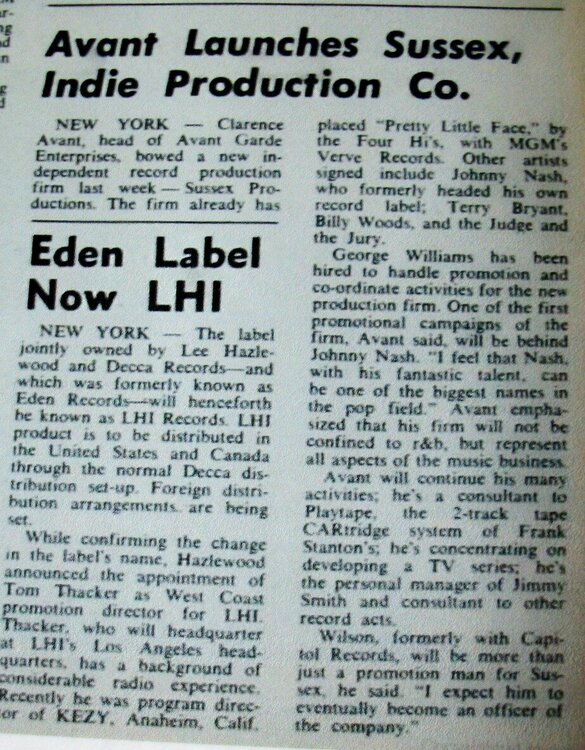 Avant Launches Sussex,
Indie Production Co.
NEW YORK — Clarence
Avant, head of Avant Garde
Enterprises, bowed a new in-
dependent record production
firm last week — Sussex Pro-
ductions. The firm already has
placed "Pretty Little Face," by
the Four Hi's, with MGM's
Verve Records. Other artists
signed include Johnny Nash,
who formerly headed his own
record label; Terry Bryant,
Billy Woods, and the Judge and
the Jury.
George Williams has been
hired to handle promotion and
co-ordinate activities for the new
production firm. One of the first
promotional campaigns of the
firm, Avant said, will be behind
Johnny Nash. "I feel that Nash,
with his fantastic talent, can
be one of the biggest names in
the pop field." Avant empha-
sized that his firm will not be
confined to r&b, but represent
all aspects of the music business.
Avant will continue his many
activities; he's a consultant to
Playtape, the 2-track tape
CARtridge system of Frank
Stanton's; he's concentrating on
developing a TV series; he's
the personal manager of Jimmy
Smith and consultant to other
record acts.
Wilson, formerly with Capi-
tol Records, will be more than
just a promotion man for Sus-
sex, he said. "I expect him to
eventually become an officer of
the company."
Eden Label
Now LHI
NEW YORK — The label
jointly owned by Lee Hazle-
wood and Decca Records—and
which was formerly known as
Eden Records—will henceforth
be known as LHI Records. LHI
product is to be distributed in
the United States and Canada
through the normal Decca dis-
tribution set-up. Foreign distri-
bution arrangements are being
set.
While confirming the change
in the label's name, Hazlewood
announced the appointment of
Tom Thacker as West Coast
promotion director for LHI.
Thacker, who will headquarter
at LHI's Los Angeles head-
quarters, has a background of
considerable radio experience.
Recently he was program direc-
tor of KEZY, Anaheim, Calif.